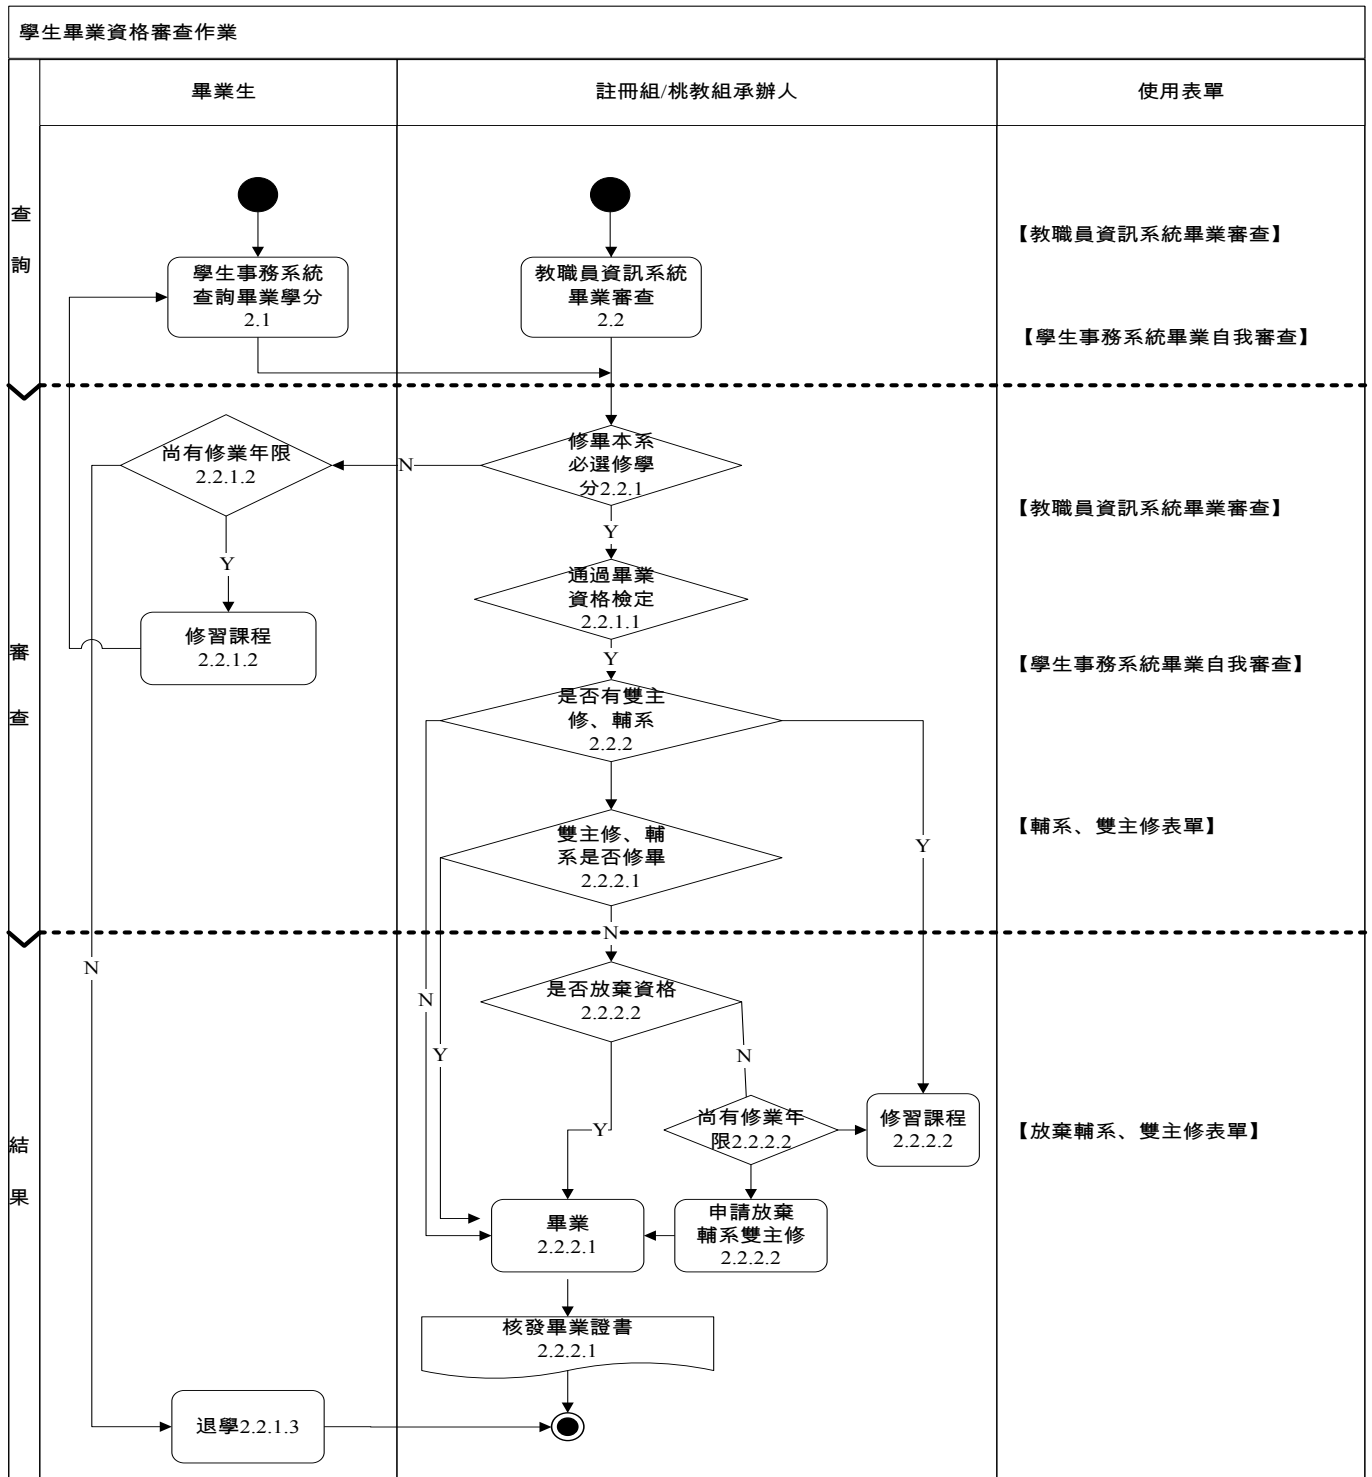 學生畢業資格審查作業
畢業生
註冊組/桃教組承辦人
使用表單
查
詢
學生事務系統
查詢畢業學分
2.1
教職員資訊系統
畢業審查
2.2
【教職員資訊系統畢業審查】
【學生事務系統畢業自我審查】
審
查
尚有修業年限
2.2.1.2
N
修畢本系
必選修學
分2.2.1
Y
Y
【教職員資訊系統畢業審查】
通過畢業
資格檢定
2.2.1.1
修習課程
2.2.1.2
Y
【學生事務系統畢業自我審查】
是否有雙主
修、輔系
2.2.2
雙主修、輔
系是否修畢
2.2.2.1
Y
【輔系、雙主修表單】
N
結
果
N
是否放棄資格
2.2.2.2
N
Y
N
Y
尚有修業年
限2.2.2.2
修習課程
2.2.2.2
【放棄輔系、雙主修表單】
畢業
2.2.2.1
申請放棄
輔系雙主修
2.2.2.2
核發畢業證書
2.2.2.1
退學2.2.1.3